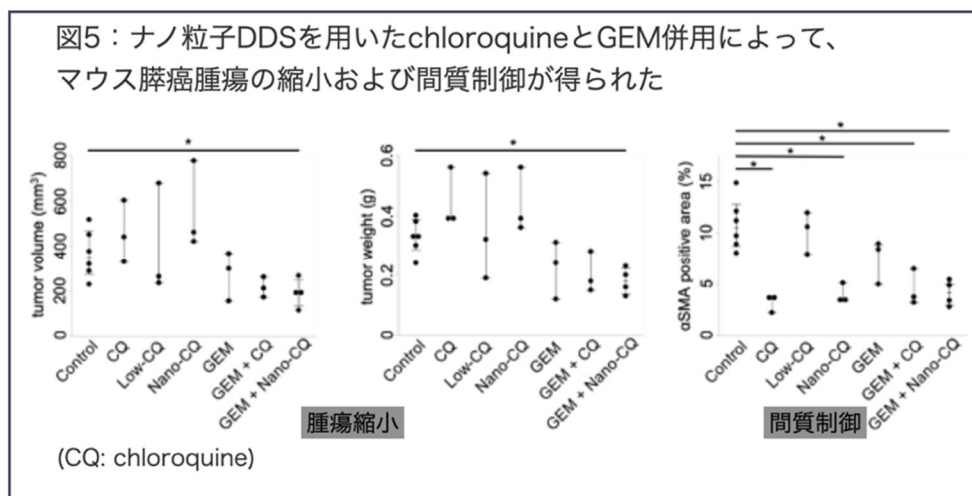 図5：ナノ粒子DDSを用いたchloroquineとGEM併用によって、
マウス膵癌腫瘍の縮小および間質制御が得られた
*
tumor volume (mm³)
800
600
400
200
0
Control
CQ
Low-CQ
Nano-CQ
GEM
GEM + CQ
GEM + Nano-CQ
*
tumor weight (g)
0.6
0.4
0.2
0
Control
CQ
Low-CQ
Nano-CQ
GEM
GEM + CQ
GEM + Nano-CQ
*
*
*
*
αSMA positive area (%)
15
10
5
0
Control
CQ
Low-CQ
Nano-CQ
GEM
GEM + CQ
GEM + Nano-CQ
腫瘍縮小
間質制御
(CQ: chloroquine)